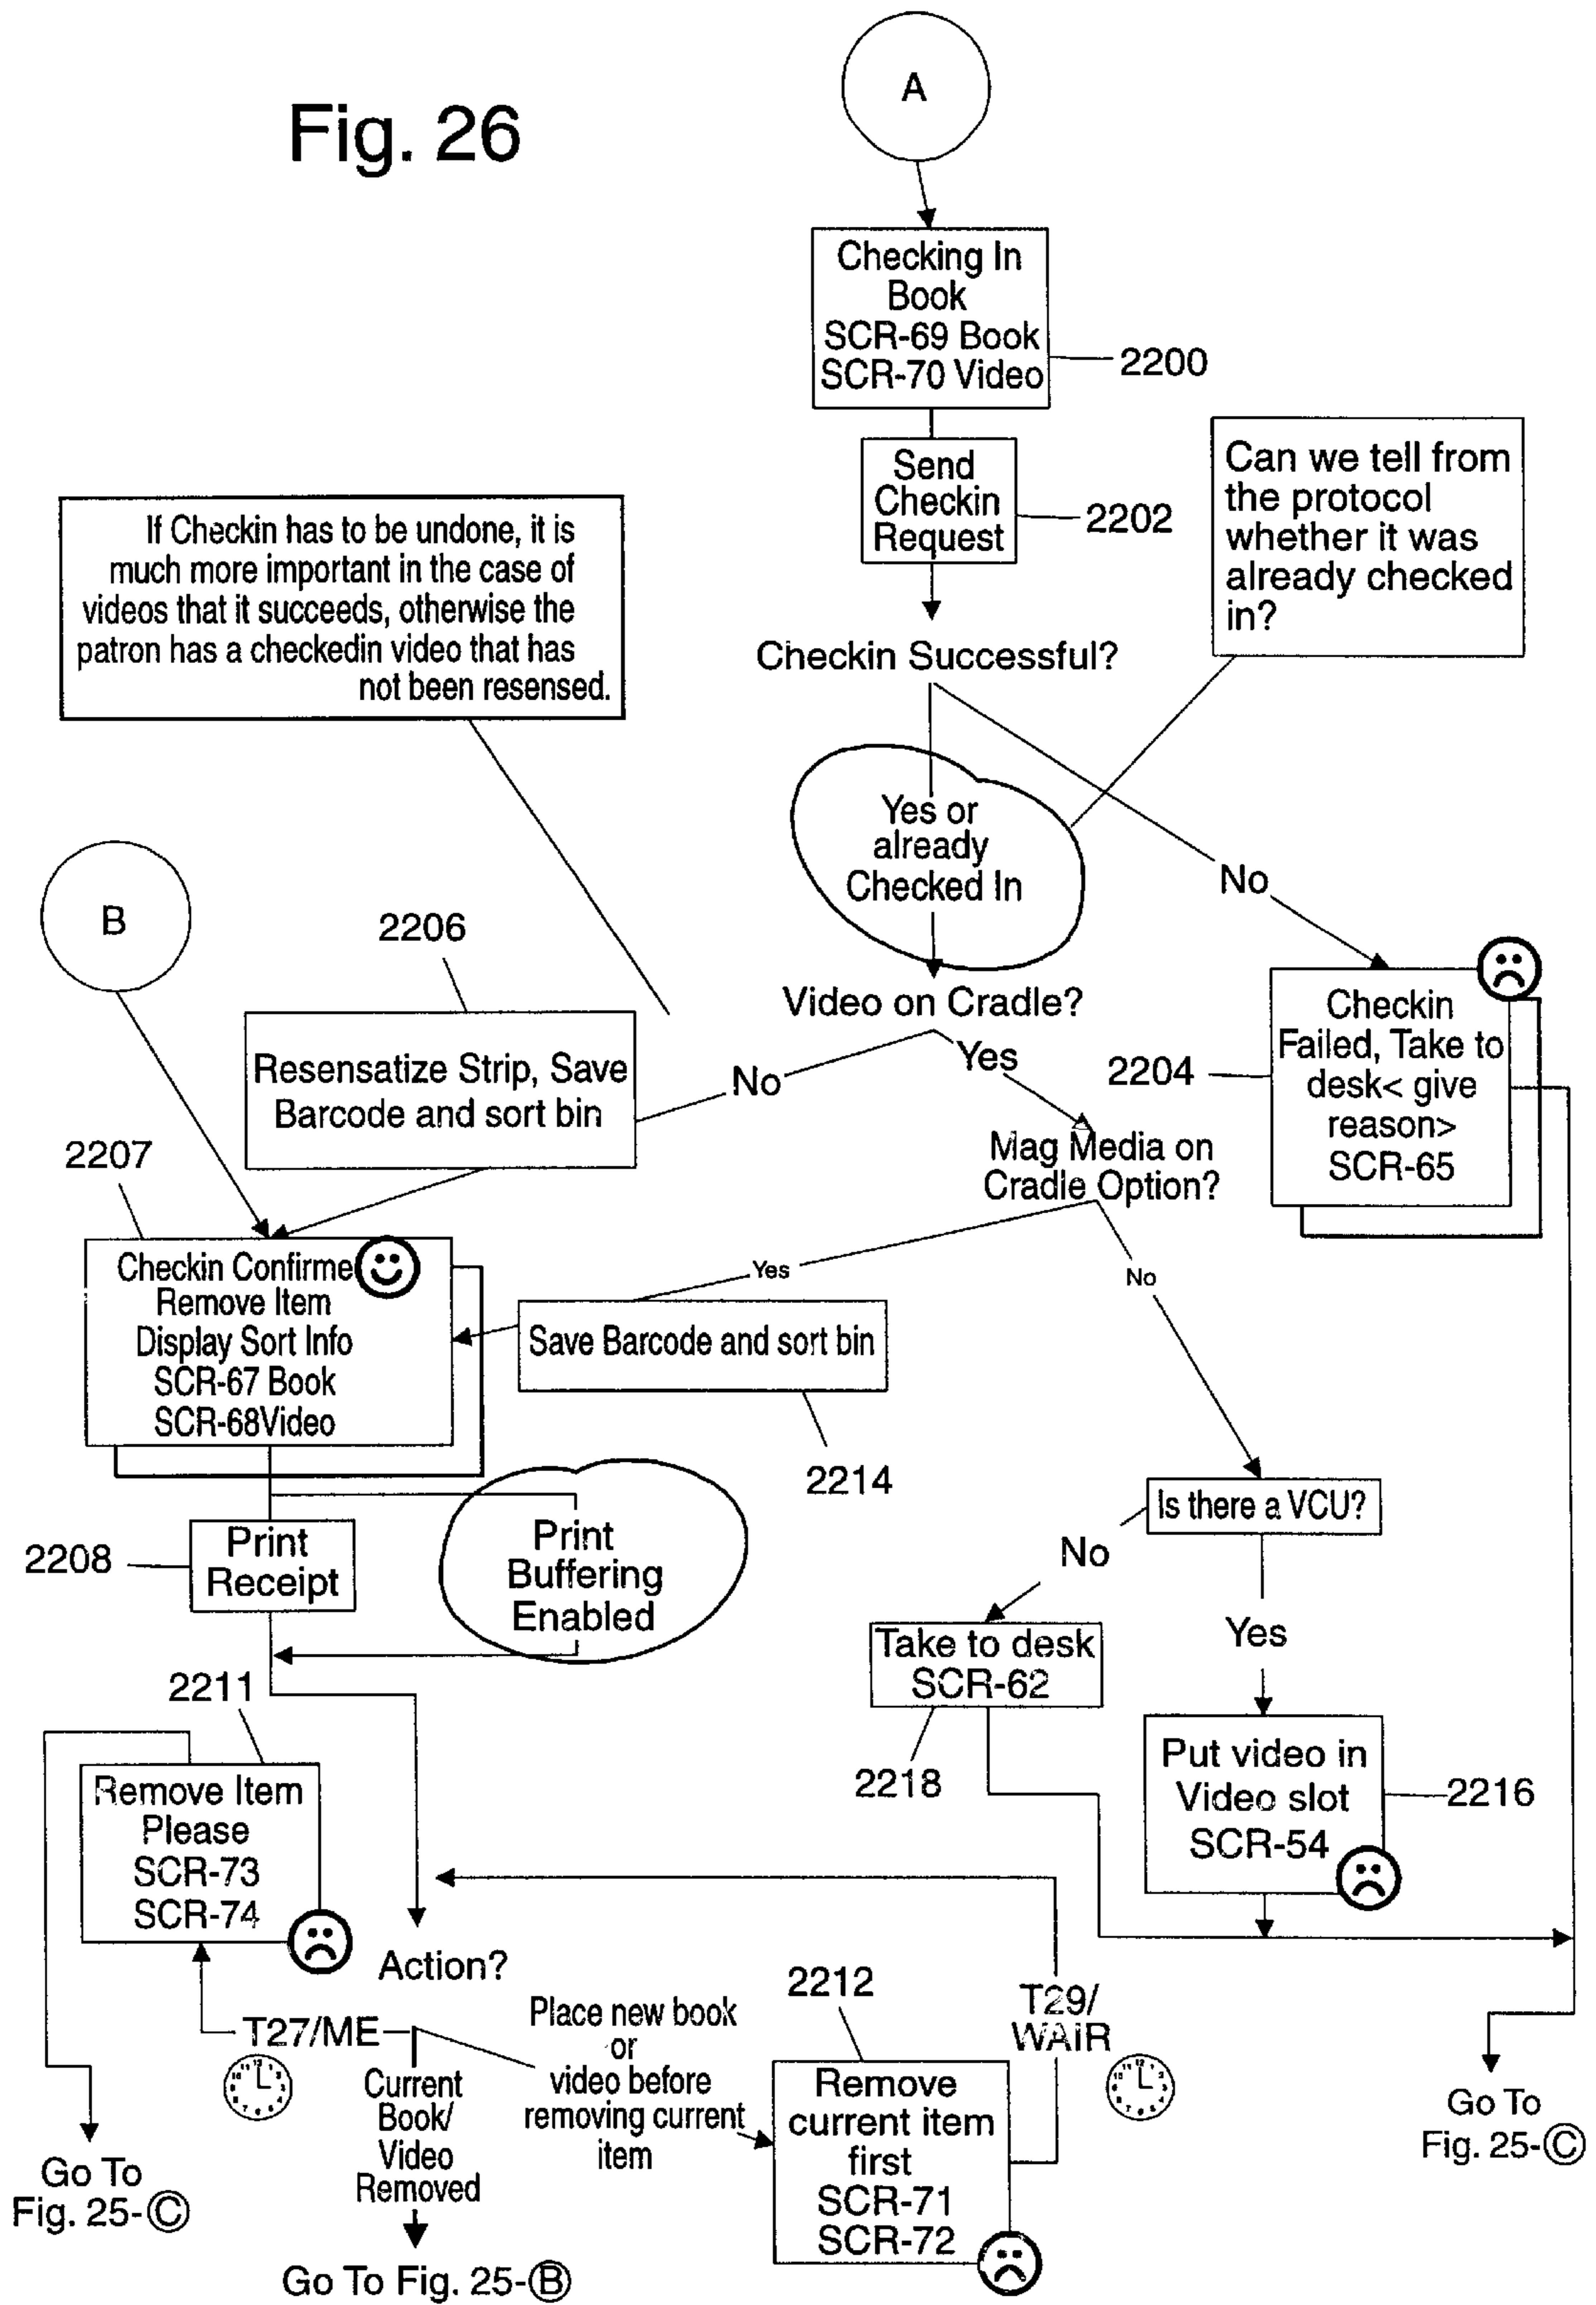 Fig. 26
A
Checking In
Book
SCR-69 Book
SCR-70 Video
2200
Send
Checkin
Request
2202
Can we tell from
the protocol
whether it was
already checked
in?
If Checkin has to be undone, it is
much more important in the case of
videos that it succeeds, otherwise the
patron has a checkedin video that has
not been resensed.
Checkin Successful?
Yes or
already
Checked In
No
B
2206
Video on Cradle?
Resensatize Strip, Save
Barcode and sort bin
No
Yes
2204
Checkin
Failed, Take to
desk< give
reason>
SCR-65
Mag Media on
Cradle Option?
2207
Checkin Confirme
Remove Item
Display Sort Info
SCR-67 Book
SCR-68Video
Yes
No
Save Barcode and sort bin
2214
Is there a VCU?
No
Yes
2208
Print
Receipt
Print
Buffering
Enabled
Take to desk
SCR-62
2218
Put video in
Video slot
SCR-54
2216
2211
Remove Item
Please
SCR-73
SCR-74
Action?
T27/ME
Current
Book/
Video
Removed
Place new book
or
video before
removing current
item
2212
Remove
current item
first
SCR-71
SCR-72
T29/
WAIR
Go To
Fig. 25-C
Go To Fig. 25-B
Go To
Fig. 25-C